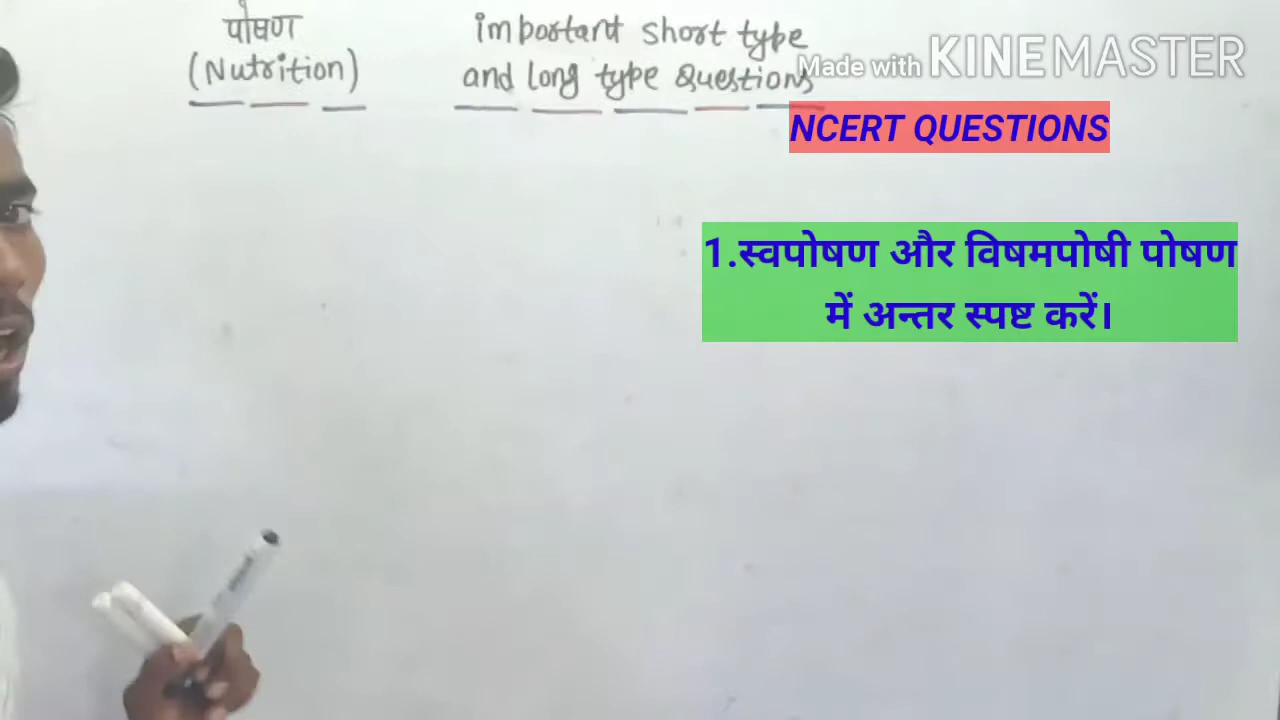 पोषण
(Nutrition)
important short type
and long type questions
Made with KINEMASTER
NCERT QUESTIONS
1.स्वपोषण और विषमपोषी पोषण
में अन्तर स्पष्ट करें।